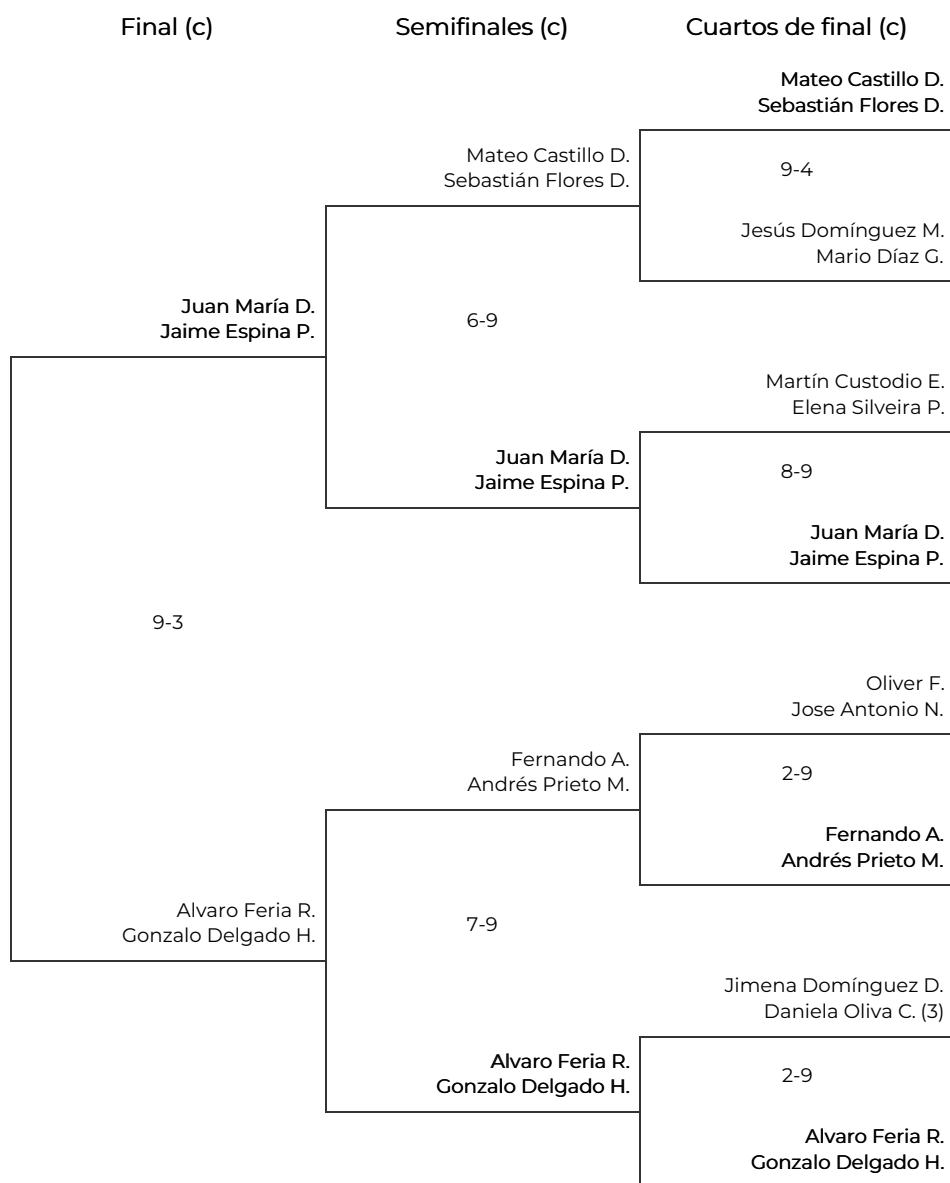 Final (c)
Semifinales (c)
Cuartos de final (c)
Mateo Castillo D.
Sebastián Flores D.
9-4
Jesús Domínguez M.
Mario Díaz G.
Mateo Castillo D.
Sebastián Flores D.
6-9
Juan María D.
Jaime Espina P.
Martín Custodio E.
Elena Silveira P.
8-9
Juan María D.
Jaime Espina P.
Juan María D.
Jaime Espina P.
9-3
Alvaro Feria R.
Gonzalo Delgado H.
Oliver F.
Jose Antonio N.
2-9
Fernando A.
Andrés Prieto M.
Fernando A.
Andrés Prieto M.
7-9
Alvaro Feria R.
Gonzalo Delgado H.
Jimena Domínguez D.
Daniela Oliva C. (3)
2-9
Alvaro Feria R.
Gonzalo Delgado H.